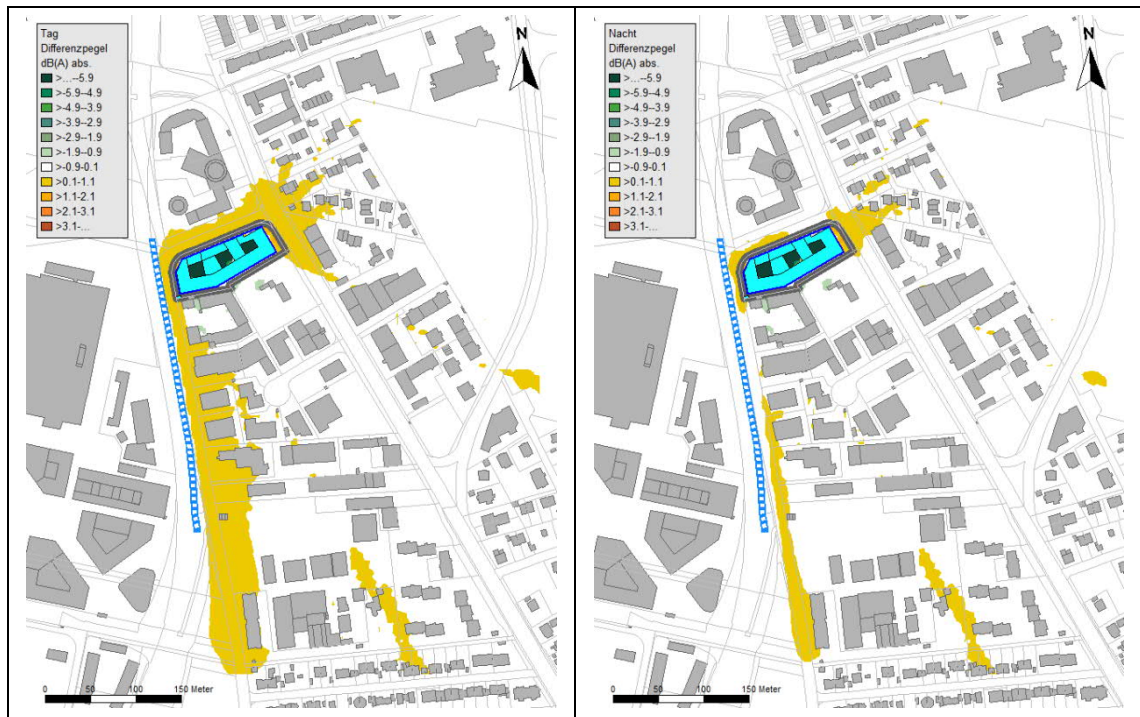 Tag
Differenzpegel
dB(A) abs.
>...--5.9
>-5.9--4.9
>-4.9--3.9
>-3.9--2.9
>-2.9--1.9
>-1.9--0.9
>-0.9-0.1
>0.1-1.1
>1.1-2.1
>2.1-3.1
>3.1-...
N
0 50 100 150 Meter
Nacht
Differenzpegel
dB(A) abs.
>...--5.9
>-5.9--4.9
>-4.9--3.9
>-3.9--2.9
>-2.9--1.9
>-1.9--0.9
>-0.9-0.1
>0.1-1.1
>1.1-2.1
>2.1-3.1
>3.1-...
N
0 50 100 150 Meter